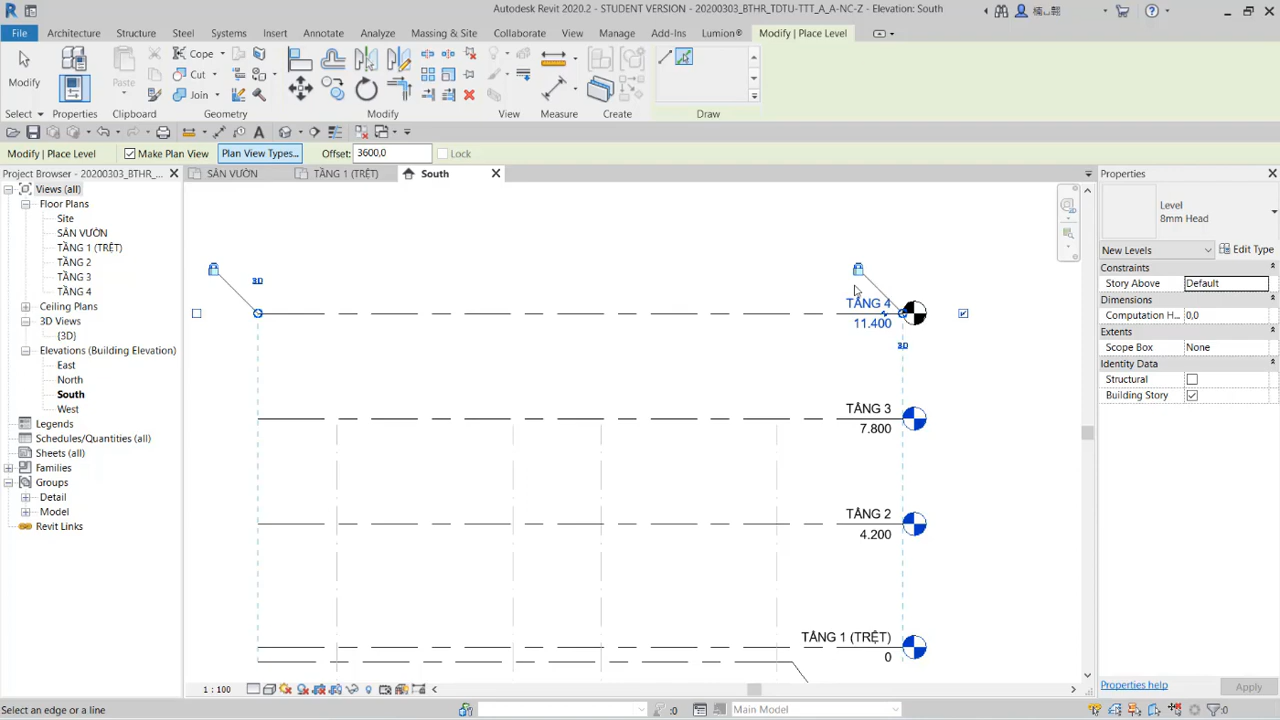 Autodesk Revit 2020.2 - STUDENT VERSION - 20200303_BTHR_TDTU-TTT_A_A-NC-Z - Elevation: South
File Architecture Structure Steel Systems Insert Annotate Analyze Massing & Site Collaborate View Manage Add-Ins Lumion® Modify | Place Level
Modify Paste Cope Cut Join
Select Properties Clipboard Geometry Modify View Measure Create Draw
Modify | Place Level Make Plan View Plan View Types... Offset: 3600,0 Lock
Project Browser - 20200303_BTHR_...
SÂN VƯỜN TẦNG 1 (TRỆT) South
Views (all)
Floor Plans
Site
SÂN VƯỜN
TẦNG 1 (TRỆT)
TẦNG 2
TẦNG 3
TẦNG 4
Ceiling Plans
3D Views
{3D}
Elevations (Building Elevation)
East
North
South
West
Legends
Schedules/Quantities (all)
Sheets (all)
Families
Groups
Detail
Model
Revit Links
3D
TẦNG 4
11.400
3D
TẦNG 3
7.800
TẦNG 2
4.200
TẦNG 1 (TRỆT)
0
Properties
Level
8mm Head
New Levels Edit Type
Constraints
Story Above Default
Dimensions
Computation H... 0,0
Extents
Scope Box None
Identity Data
Structural
Building Story
Properties help Apply
1 : 100
Select an edge or a line :0 Main Model :0